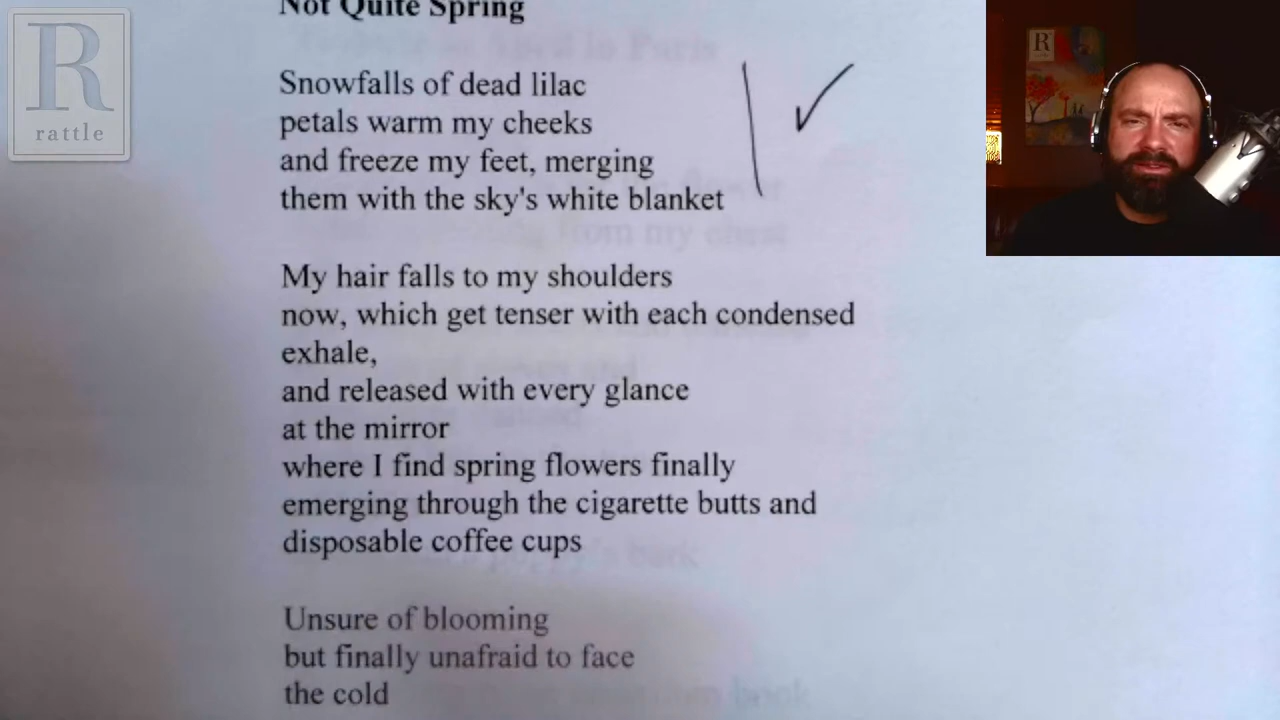 Not Quite Spring
R
rattle
Snowfalls of dead lilac
petals warm my cheeks
and freeze my feet, merging
them with the sky's white blanket
My hair falls to my shoulders
now, which get tenser with each condensed
exhale,
and released with every glance
at the mirror
where I find spring flowers finally
emerging through the cigarette butts and
disposable coffee cups
Unsure of blooming
but finally unafraid to face
the cold
R